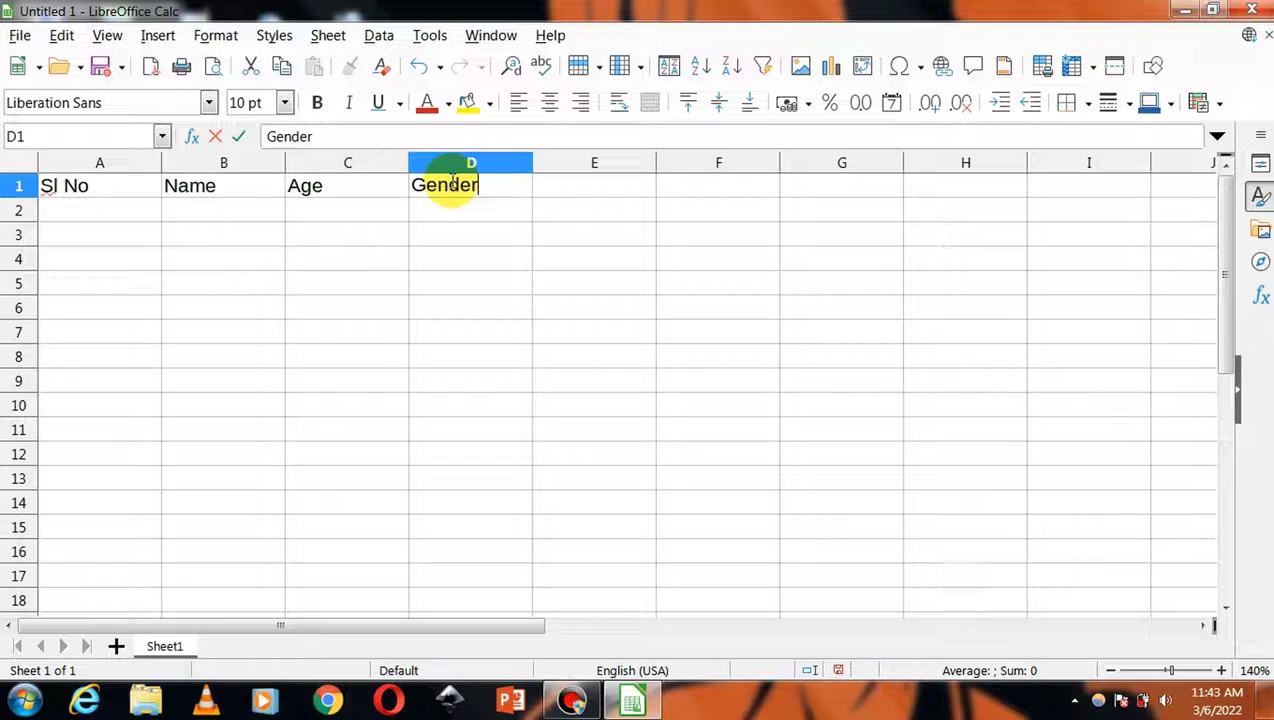 Untitled 1 - LibreOffice Calc
File Edit View Insert Format Styles Sheet Data Tools Window Help
Liberation Sans 10 pt
D1 Gender
A B C D E F G H I J
1 Sl No Name Age Gender
2
3
4
5
6
7
8
9
10
11
12
13
14
15
16
17
18
Sheet1
Sheet 1 of 1 Default English (USA) Average: ; Sum: 0 140%
11:43 AM
3/6/2022